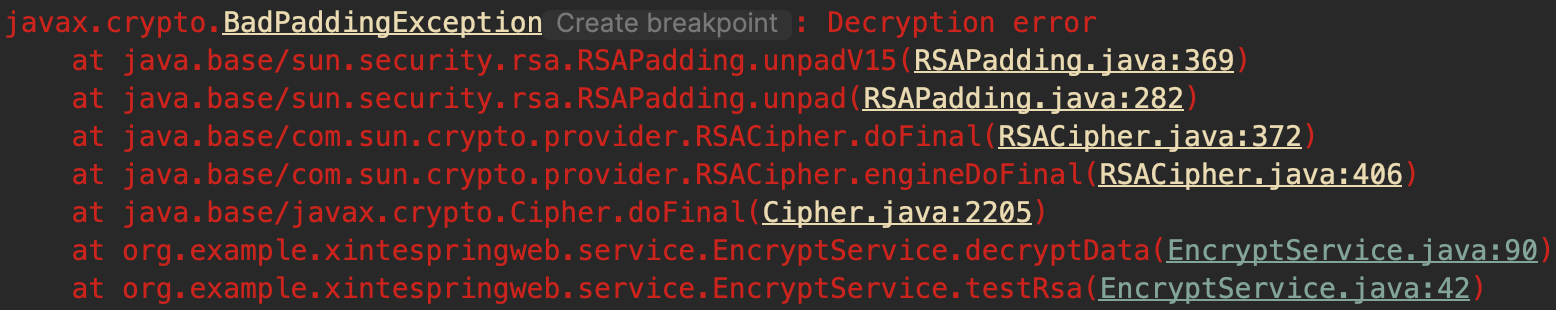 javax.crypto.BadPaddingException Create breakpoint : Decryption error
    at java.base/sun.security.rsa.RSAPadding.unpadV15(RSAPadding.java:369)
    at java.base/sun.security.rsa.RSAPadding.unpad(RSAPadding.java:282)
    at java.base/com.sun.crypto.provider.RSACipher.doFinal(RSACipher.java:372)
    at java.base/com.sun.crypto.provider.RSACipher.engineDoFinal(RSACipher.java:406)
    at java.base/javax.crypto.Cipher.doFinal(Cipher.java:2205)
    at org.example.xintespringweb.service.EncryptService.decryptData(EncryptService.java:90)
    at org.example.xintespringweb.service.EncryptService.testRsa(EncryptService.java:42)